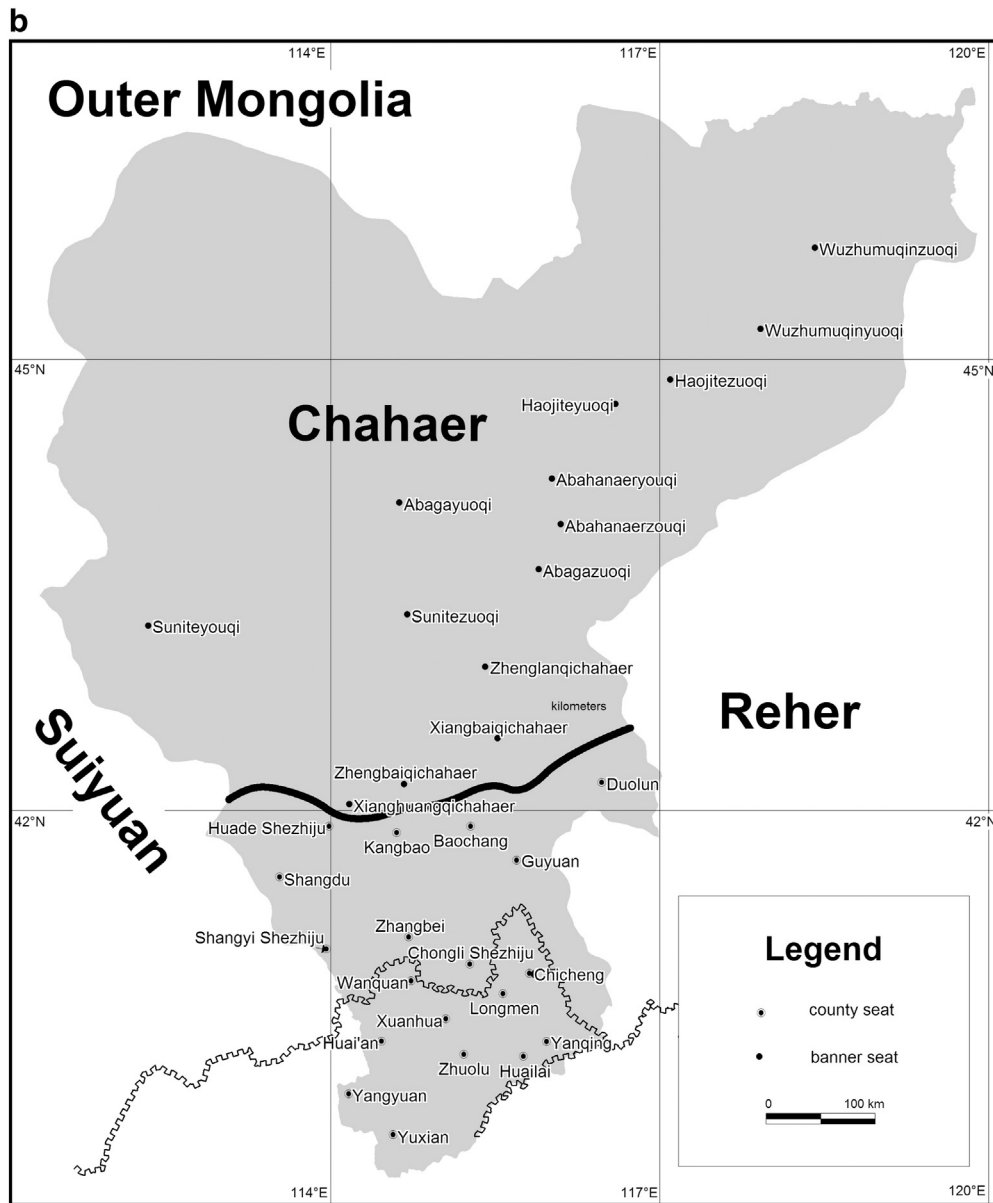 b
114°E
117°E
120°E
Outer Mongolia
Wuzhumuqinzuoqi
Wuzhumuqinyuoqi
45°N
45°N
Haojitezuoqi
Haojiteyuoqi
Chahaer
Abahanaeryouqi
Abagayuoqi
Abahanaerzouqi
Abagazuoqi
Sunitezuoqi
Suniteyouqi
Zhenglanqichahaer
kilometers
Reher
Suiyuan
Xiangbaiqichahaer
Zhengbaiqichahaer
Duolun
Xianghuangqichahaer
42°N
42°N
Huade Shezhiju
Kangbao
Baochang
Guyuan
Shangdu
Zhangbei
Shangyi Shezhiju
Chongli Shezhiju
Chicheng
Wanquan
Longmen
Xuanhua
Huai'an
Yanqing
Zhuolu
Huailai
Yangyuan
Yuxian
Legend
county seat
banner seat
0 100 km
114°E
117°E
120°E